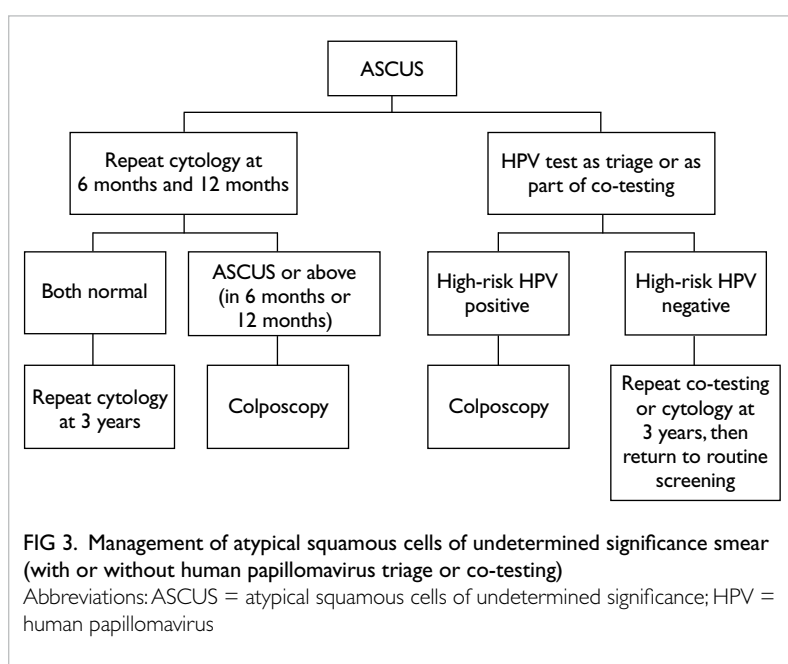 ASCUS
Repeat cytology at
6 months and 12 months
HPV test as triage or as
part of co-testing
Both normal
ASCUS or above
(in 6 months or
12 months)
High-risk HPV
positive
High-risk HPV
negative
Repeat cytology
at 3 years
Colposcopy
Colposcopy
Repeat co-testing
or cytology at
3 years, then
return to routine
screening
FIG 3. Management of atypical squamous cells of undetermined significance smear
(with or without human papillomavirus triage or co-testing)
Abbreviations: ASCUS = atypical squamous cells of undetermined significance; HPV =
human papillomavirus